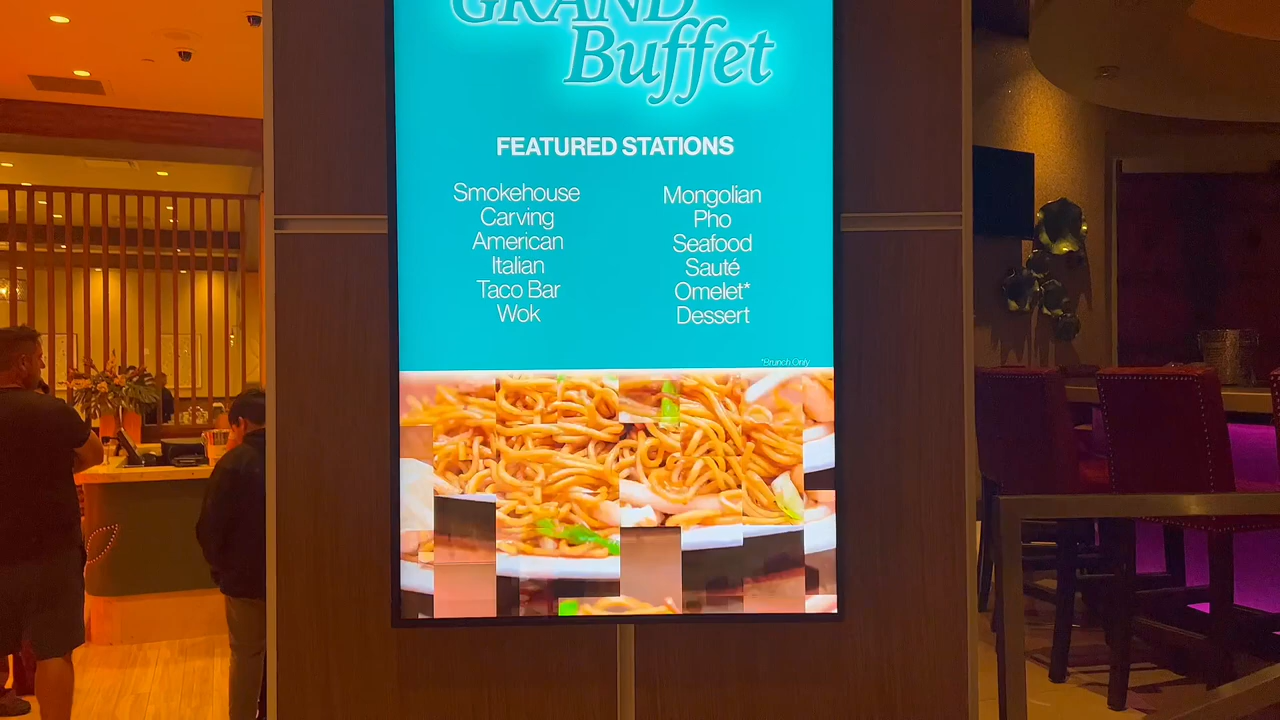 GRAND
Buffet
FEATURED STATIONS
Smokehouse
Carving
American
Italian
Taco Bar
Wok
Mongolian
Pho
Seafood
Sauté
Omelet*
Dessert
*Brunch Only